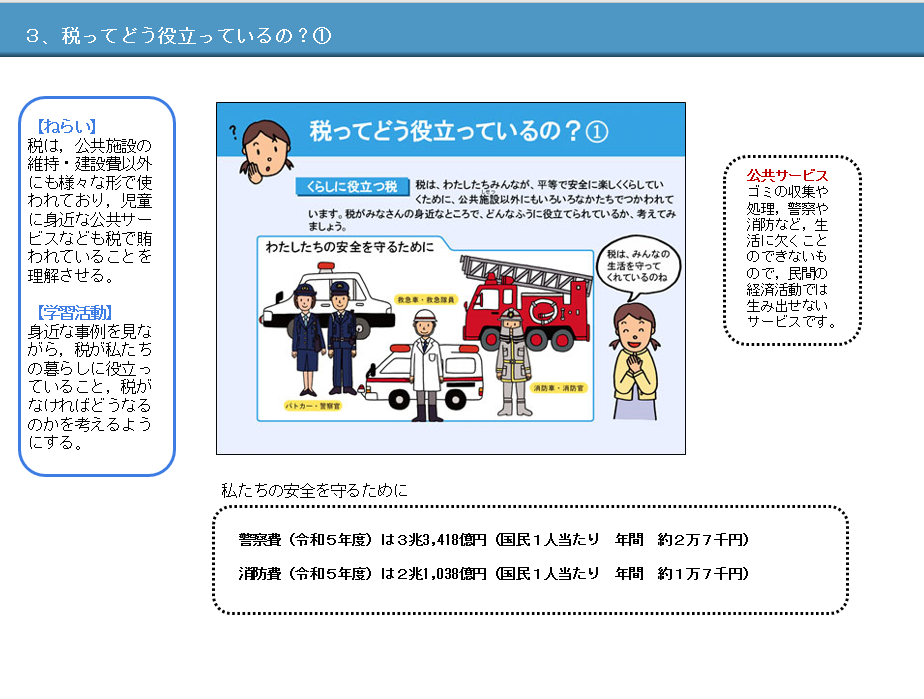 ３、税ってどう役立っているの？①
【ねらい】
税は，公共施設の
維持・建設費以外
にも様々な形で使
われており，児童
に身近な公共サー
ビスなども税で賄
われていることを
理解させる。
【学習活動】
身近な事例を見な
がら，税が私たち
の暮らしに役立っ
ていること，税が
なければどうなる
のかを考えるよう
にする。
?
税ってどう役立っているの？①
くらしに役立つ税
税は、わたしたちみんなが、平等で安全に楽しくくらしてい
くために、公共施設以外にもいろいろなかたちでつかわれて
います。税がみなさんの身近なところで、どんなふうに役立てられているか、考えてみ
ましょう。
わたしたちの安全を守るために
税は、みんなの
生活を守って
くれているのね
救急車・救急隊員
パトカー・警察官
消防車・消防官
公共サービス
ゴミの収集や
処理，警察や
消防など，生
活に欠くこと
のできないも
ので，民間の
経済活動では
生み出せない
サービスです。
私たちの安全を守るために
警察費（令和５年度）は３兆3,418億円（国民１人当たり　年間　約２万７千円）
消防費（令和５年度）は２兆1,038億円（国民１人当たり　年間　約１万７千円）